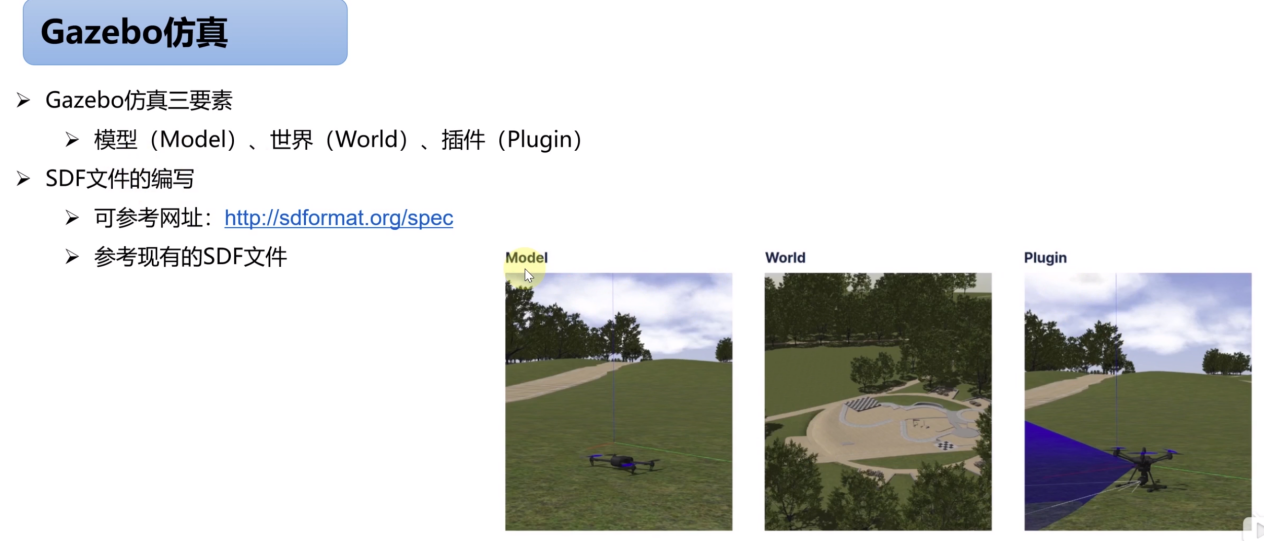 Gazebo仿真
Gazebo仿真三要素
模型（Model）、世界（World）、插件（Plugin）
SDF文件的编写
可参考网址：http://sdformat.org/spec
参考现有的SDF文件
Model
World
Plugin